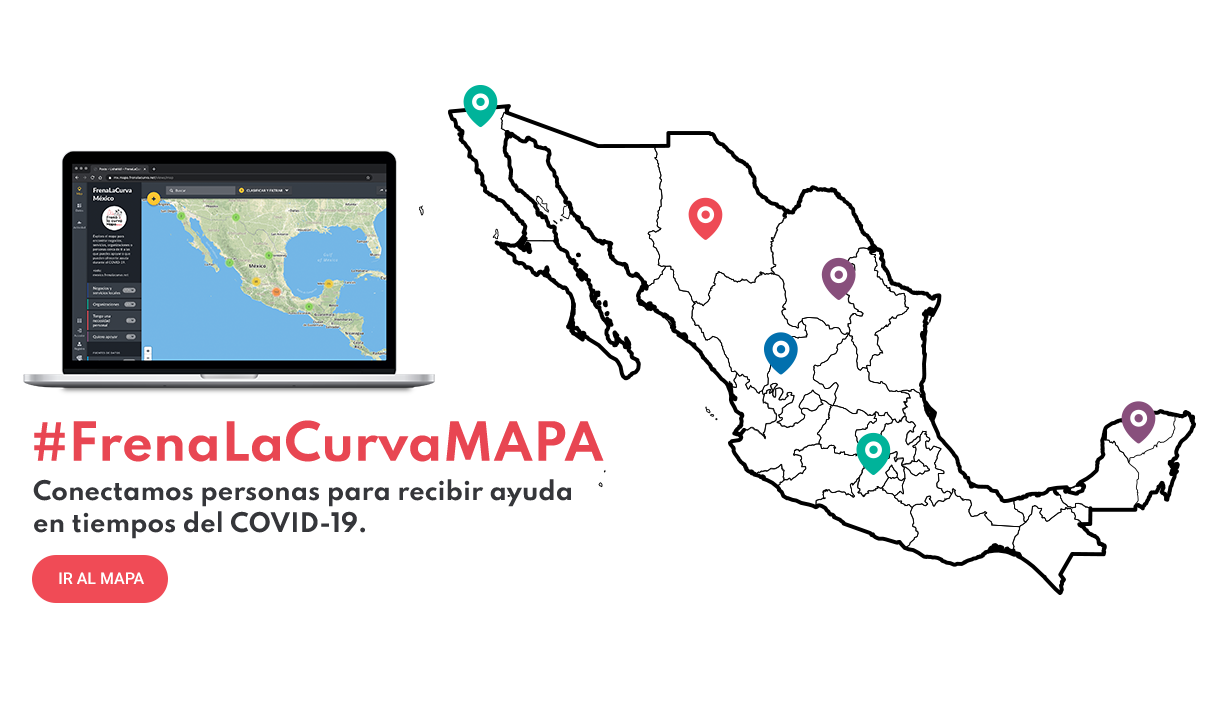 FrenaLaCurva
México
Buscar
CLASIFICAR Y FILTRAR
Negocios y
servicios locales
Organizaciones
Tengo una
necesidad
personal
Quiero apoyar
México
#FrenaLaCurvaMAPA
Conectamos personas para recibir ayuda
en tiempos del COVID-19.
IR AL MAPA